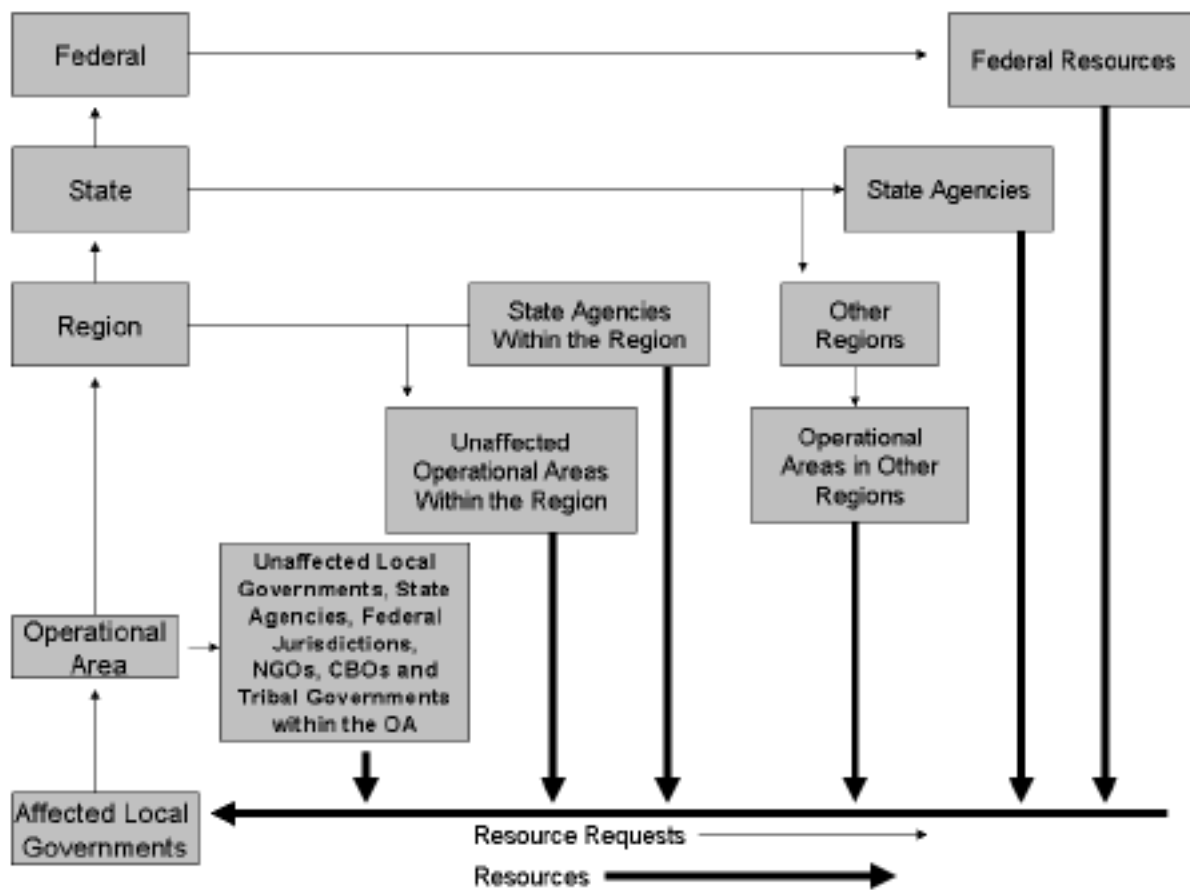 Federal
Federal Resources
State
State Agencies
Region
State Agencies
Within the Region
Other
Regions
Unaffected
Operational Areas
Within the Region
Operational
Areas in Other
Regions
Operational
Area
Unaffected Local
Governments, State
Agencies, Federal
Jurisdictions,
NGOs, CBOs and
Tribal Governments
within the OA
Affected Local
Governments
Resource Requests
Resources